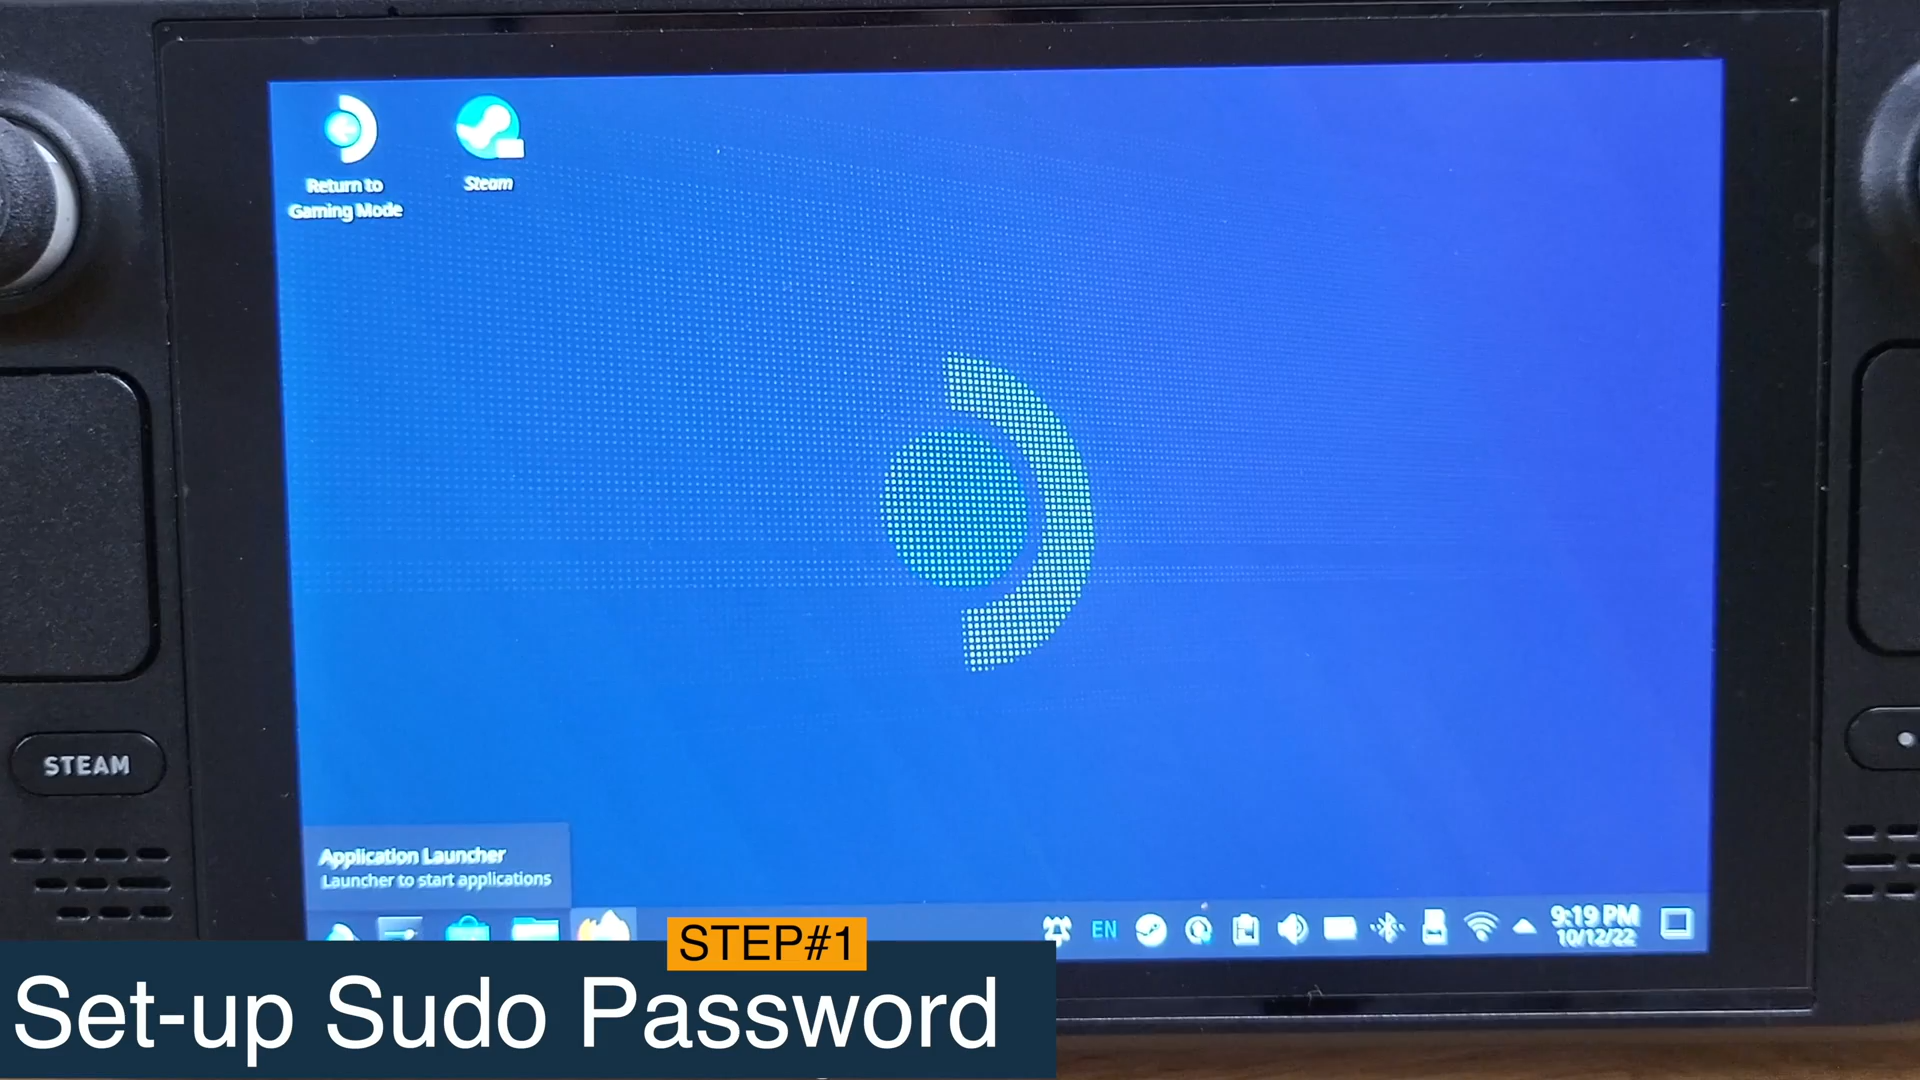 Return to
Gaming Mode
Steam
STEAM
Application Launcher
Launcher to start applications
EN
9:19 PM
10/12/22
STEP#1
Set-up Sudo Password